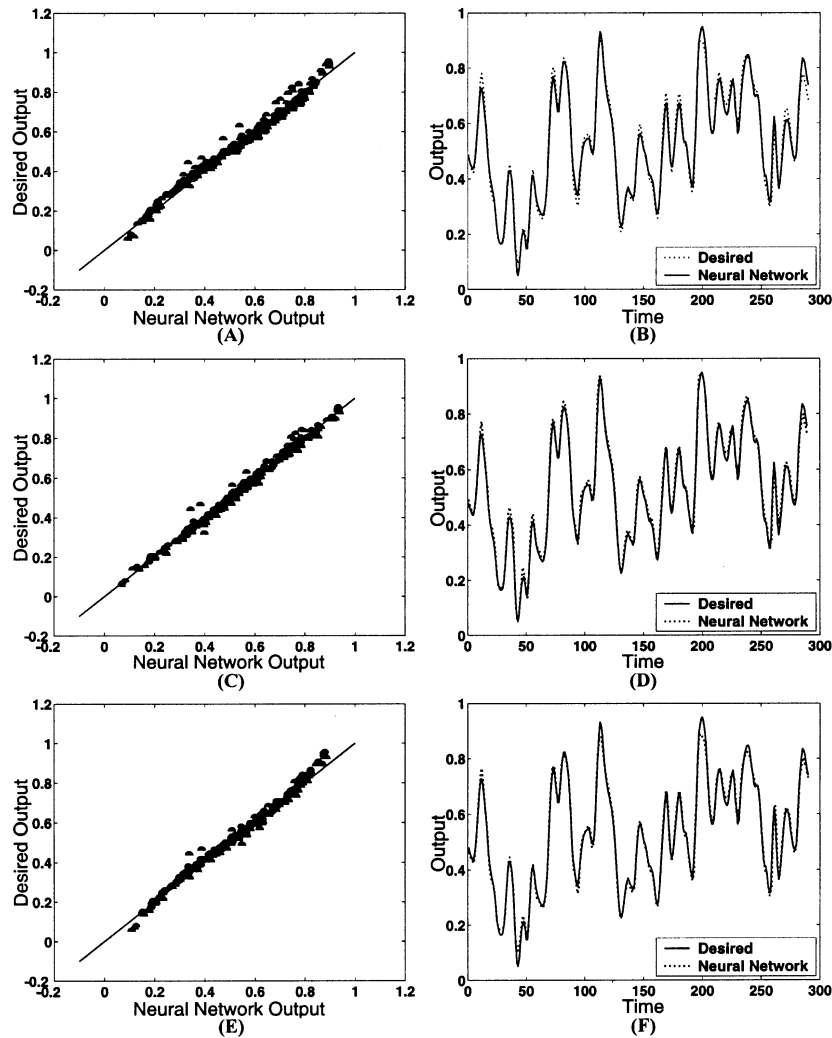 1.2
1
0.8
0.6
0.4
0.2
0
-0.2
Desired Output
-0.2 0 0.2 0.4 0.6 0.8 1 1.2
Neural Network Output
(A)
1
0.8
0.6
0.4
0.2
0
Output
Desired
Neural Network
0 50 100 150 200 250 300
Time
(B)
1.2
1
0.8
0.6
0.4
0.2
0
-0.2
Desired Output
-0.2 0 0.2 0.4 0.6 0.8 1 1.2
Neural Network Output
(C)
1
0.8
0.6
0.4
0.2
0
Output
Desired
Neural Network
0 50 100 150 200 250 300
Time
(D)
1.2
1
0.8
0.6
0.4
0.2
0
-0.2
Desired Output
-0.2 0 0.2 0.4 0.6 0.8 1 1.2
Neural Network Output
(E)
1
0.8
0.6
0.4
0.2
0
Output
Desired
Neural Network
0 50 100 150 200 250 300
Time
(F)